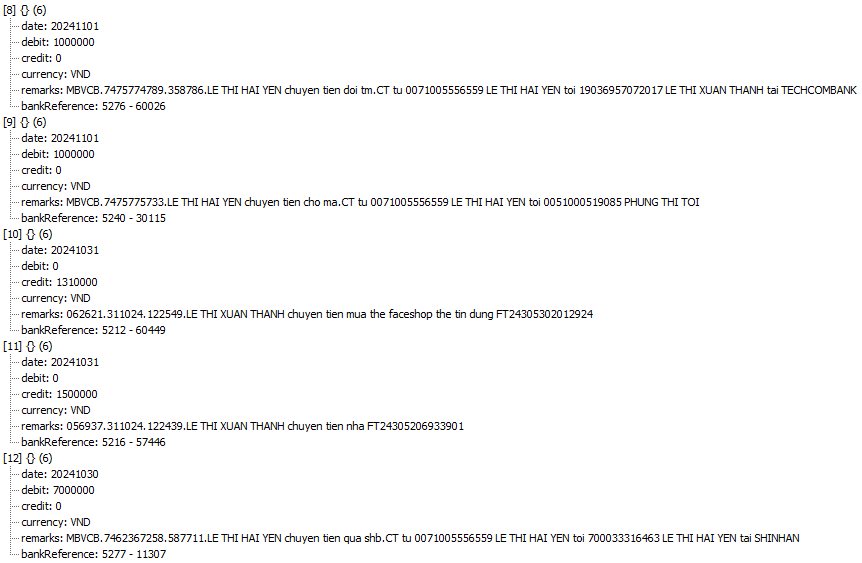 [8] {} (6)
date: 20241101
debit: 1000000
credit: 0
currency: VND
remarks: MBVCB.7475774789.358786.LE THI HAI YEN chuyen tien doi tm.CT tu 0071005556559 LE THI HAI YEN toi 19036957072017 LE THI XUAN THANH tai TECHCOMBANK
bankReference: 5276 - 60026
[9] {} (6)
date: 20241101
debit: 1000000
credit: 0
currency: VND
remarks: MBVCB.7475775733.LE THI HAI YEN chuyen tien cho ma.CT tu 0071005556559 LE THI HAI YEN toi 0051000519085 PHUNG THI TOI
bankReference: 5240 - 30115
[10] {} (6)
date: 20241031
debit: 0
credit: 1310000
currency: VND
remarks: 062621.311024.122549.LE THI XUAN THANH chuyen tien mua the faceshop the tin dung FT24305302012924
bankReference: 5212 - 60449
[11] {} (6)
date: 20241031
debit: 0
credit: 1500000
currency: VND
remarks: 056937.311024.122439.LE THI XUAN THANH chuyen tien nha FT24305206933901
bankReference: 5216 - 57446
[12] {} (6)
date: 20241030
debit: 7000000
credit: 0
currency: VND
remarks: MBVCB.7462367258.587711.LE THI HAI YEN chuyen tien qua shb.CT tu 0071005556559 LE THI HAI YEN toi 700033316463 LE THI HAI YEN tai SHINHAN
bankReference: 5277 - 11307